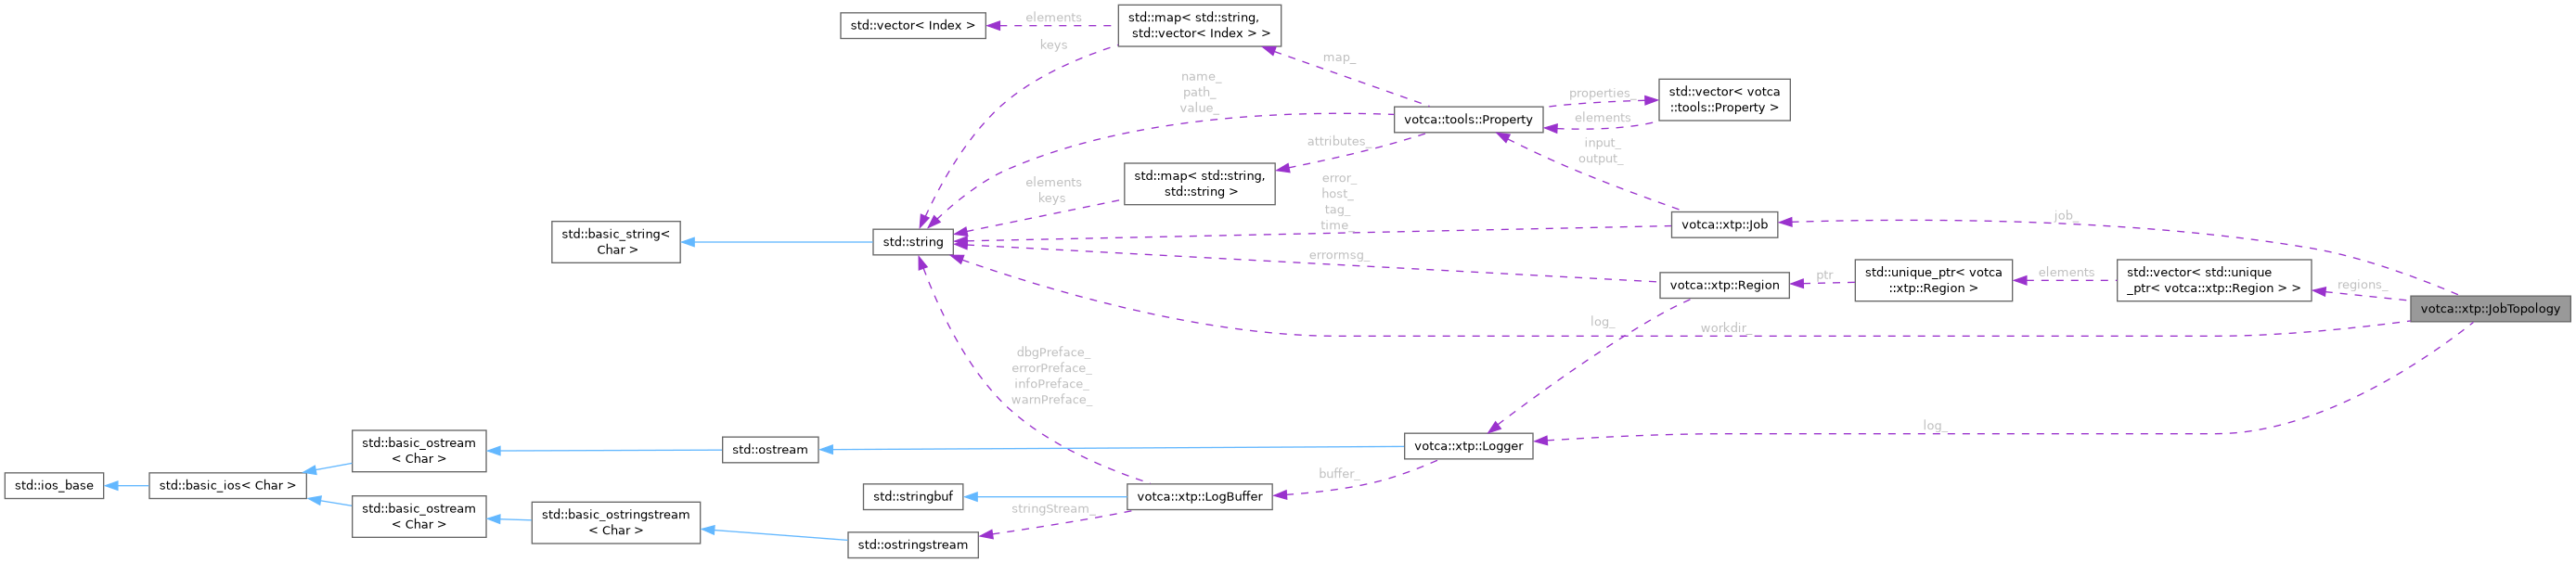 std::vector< Index >
elements
std::map< std::string,
std::vector< Index > >
keys
map_
name_
path_
value_
votca::tools::Property
properties_
elements
std::vector< votca
::tools::Property >
attributes_
input_
output_
std::map< std::string,
std::string >
elements
keys
error_
host_
tag_
time_
votca::xtp::Job
job_
std::basic_string<
Char >
std::string
errormsg_
votca::xtp::Region
ptr
std::unique_ptr< votca
::xtp::Region >
elements
std::vector< std::unique
_ptr< votca::xtp::Region > >
regions_
votca::xtp::JobTopology
log_
workdir_
dbgPreface_
errorPreface_
infoPreface_
warnPreface_
log_
std::basic_ostream
< Char >
std::ostream
votca::xtp::Logger
buffer_
std::ios_base
std::basic_ios< Char >
std::stringbuf
votca::xtp::LogBuffer
stringStream_
std::basic_ostream
< Char >
std::basic_ostringstream
< Char >
std::ostringstream